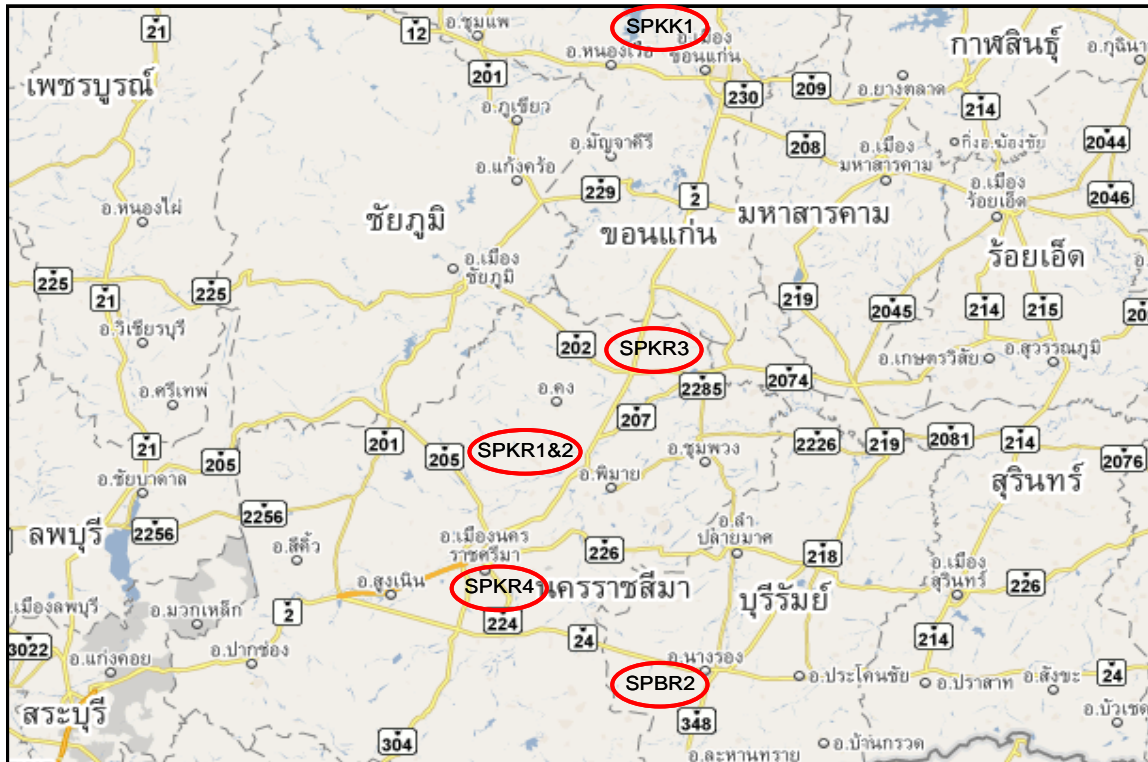 21
12
อ.ชุมแพ
SPKK1
อ.เมือง
ขอนแก่น
อ.หนองเรือ
กาฬสินธุ์
อ.กุฉินา
เพชรบูรณ์
201
230
209
อ.ยางตลาด
214
อ.ภูเขียว
อ.มัญจาคีรี
208
อ.เมือง
มหาสารคาม
กิ่งอ.ฆ้องชัย
2044
อ.แก้งคร้อ
229
2
อ.เมือง
ร้อยเอ็ด
2046
อ.หนองไผ่
ชัยภูมิ
ขอนแก่น
มหาสารคาม
ร้อยเอ็ด
อ.เมือง
ชัยภูมิ
225
21
225
219
2045
214
215
20
อ.วิเชียรบุรี
202
SPKR3
อ.เกษตรวิสัย
อ.สุวรรณภูมิ
2285
2074
อ.ศรีเทพ
อ.คง
207
21
205
201
205
SPKR1&2
2226
219
2081
214
2076
อ.ชัยบาดาล
อ.พิมาย
อ.ชุมพวง
สุรินทร์
ลพบุรี
2256
2256
อ.สีคิ้ว
อ.เมืองนคร
ราชสีมา
226
อ.ลำ
ปลายมาศ
218
อ.เมือง
สุรินทร์
226
อ.สูงเนิน
SPKR4
นครราชสีมา
บุรีรัมย์
อ.เมืองลพบุรี
อ.มวกเหล็ก
2
224
24
214
3022
อ.แก่งคอย
อ.ปากช่อง
อ.นางรอง
SPBR2
อ.ประโคนชัย
อ.ปราสาท
อ.สังขะ
24
สระบุรี
304
348
อ.บัวเชด
อ.ละหานทราย
อ.บ้านกรวด